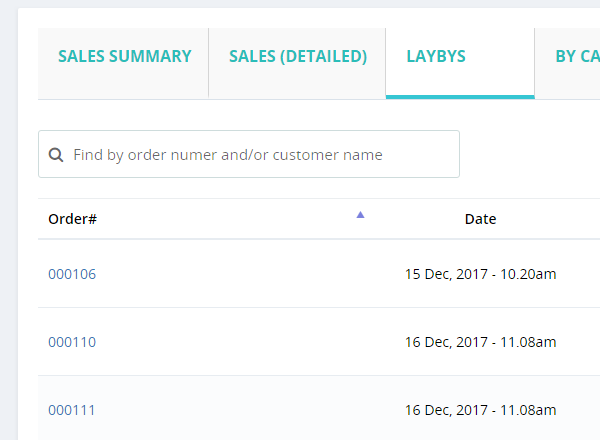 SALES SUMMARY SALES (DETAILED) LAYBYS BY CA
Find by order numer and/or customer name
Order# Date
000106 15 Dec, 2017 - 10.20am
000110 16 Dec, 2017 - 11.08am
000111 16 Dec, 2017 - 11.08am